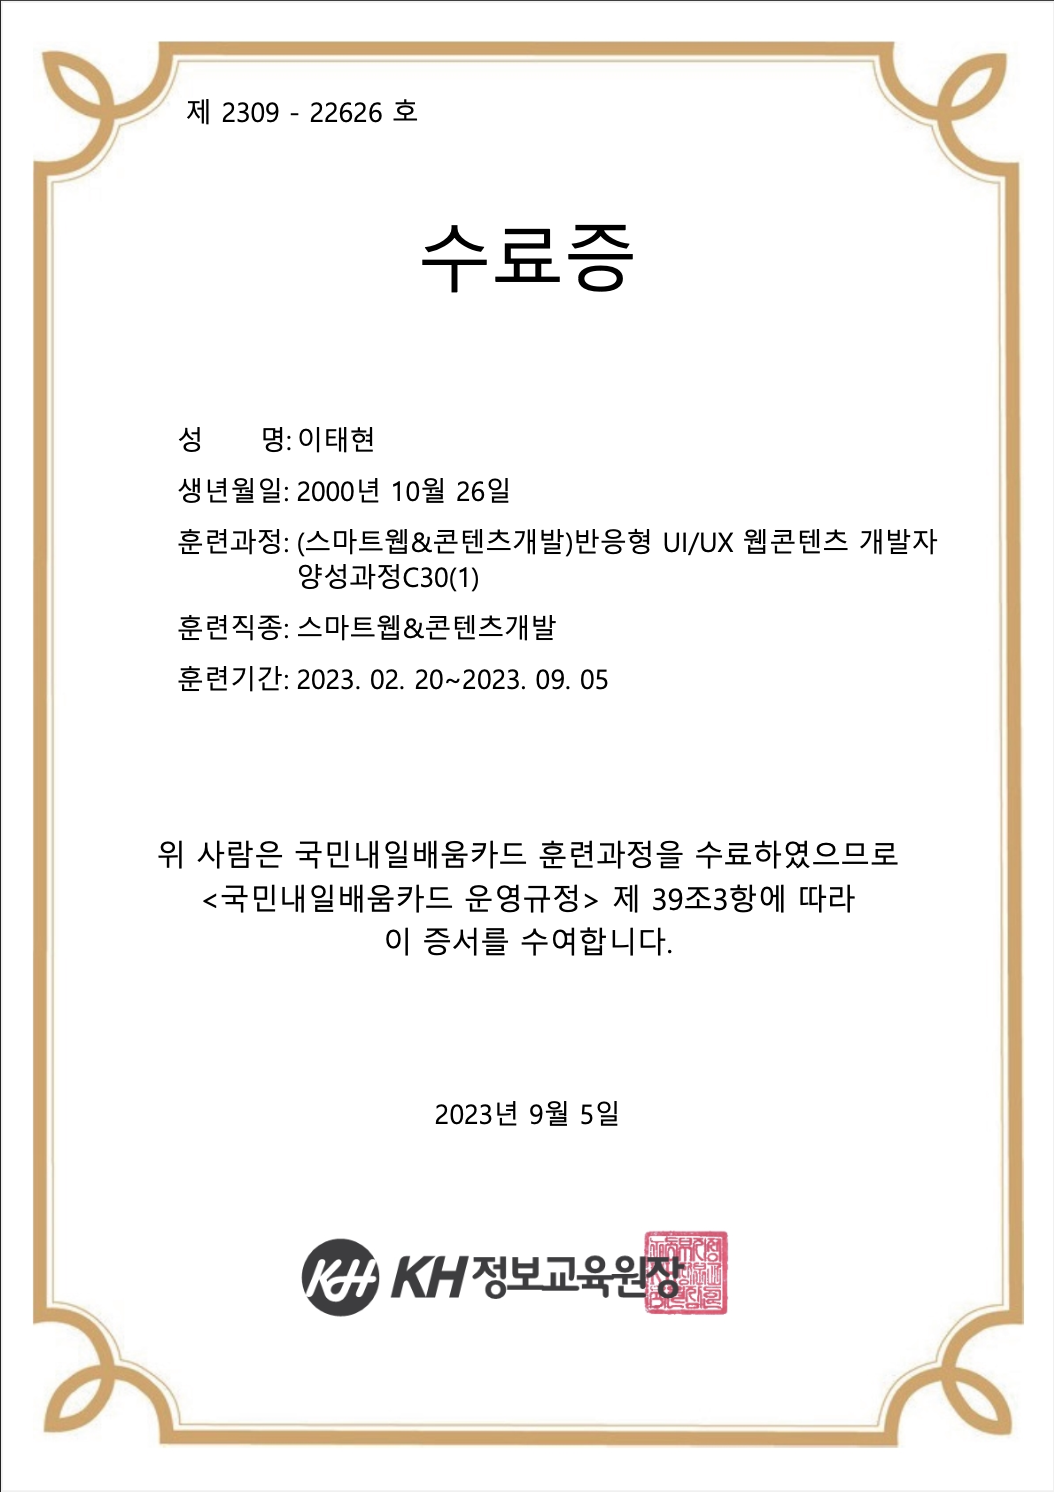 제 2309 - 22626 호
수료증
성 명: 이태현
생년월일: 2000년 10월 26일
훈련과정: (스마트웹&콘텐츠개발)반응형 UI/UX 웹콘텐츠 개발자
양성과정C30(1)
훈련직종: 스마트웹&콘텐츠개발
훈련기간: 2023. 02. 20~2023. 09. 05
위 사람은 국민내일배움카드 훈련과정을 수료하였으므로
<국민내일배움카드 운영규정> 제 39조3항에 따라
이 증서를 수여합니다.
2023년 9월 5일
KH KH 정보교육원장